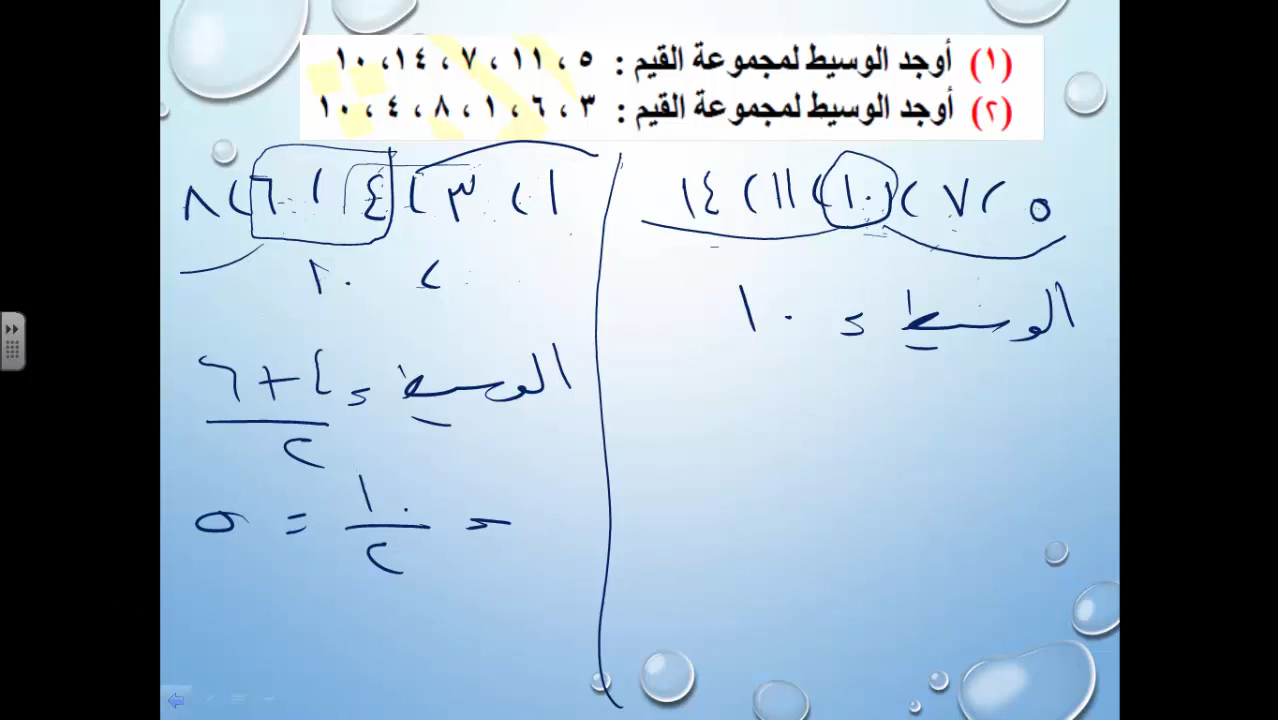 (١) أوجد الوسيط لمجموعة القيم : ٥ ، ١١ ، ٧ ، ١٤ ، ١٠
(٢) أوجد الوسيط لمجموعة القيم : ٣ ، ٦ ، ١ ، ٨ ، ٤ ، ١٠
٥ ، ٧ ، ١٠ ، ١١ ، ١٤
الوسيط = ١٠
١ ، ٣ ، ٤ ، ٦ ، ٨
، ١٠
الوسيط = ٤+٦
٢
= ١٠ = ٥
٢